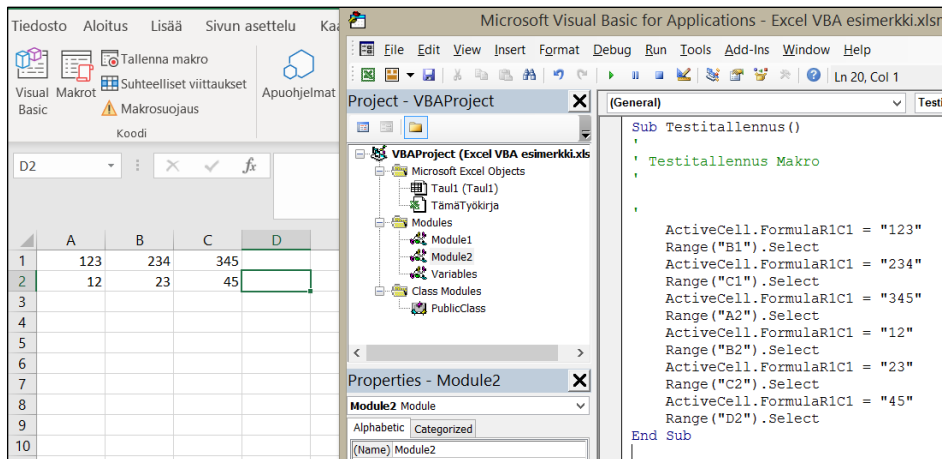 Tiedosto Aloitus Lisää Sivun asettelu
Visual Basic
Makrot
Tallenna makro
Suhteelliset viittaukset
Makrosuojaus
Apuohjelmat
Koodi
D2
fx
A B C D
1 123 234 345
2 12 23 45
3
4
5
6
7
8
9
10
Microsoft Visual Basic for Applications - Excel VBA esimerkki.xlsm
File Edit View Insert Format Debug Run Tools Add-Ins Window Help
Ln 20, Col 1
Project - VBAProject
VBAProject (Excel VBA esimerkki.xls
Microsoft Excel Objects
Taul1 (Taul1)
TämäTyökirja
Modules
Module1
Module2
Variables
Class Modules
PublicClass
Properties - Module2
Module2 Module
Alphabetic Categorized
(Name) Module2
(General)
Sub Testitallennus()
'
' Testitallennus Makro
'
'
ActiveCell.FormulaR1C1 = "123"
Range("B1").Select
ActiveCell.FormulaR1C1 = "234"
Range("C1").Select
ActiveCell.FormulaR1C1 = "345"
Range("A2").Select
ActiveCell.FormulaR1C1 = "12"
Range("B2").Select
ActiveCell.FormulaR1C1 = "23"
Range("C2").Select
ActiveCell.FormulaR1C1 = "45"
Range("D2").Select
End Sub